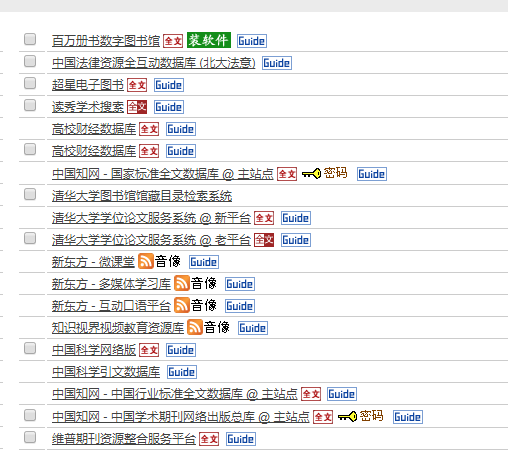 百万册书数字图书馆 全文 装软件 Guide
中国法律资源全互动数据库 (北大法意) Guide
超星电子图书 全文 Guide
读秀学术搜索 全文 Guide
高校财经数据库 全文 Guide
高校财经数据库 全文 Guide
中国知网 - 国家标准全文数据库 @ 主站点 全文 密码 Guide
清华大学图书馆馆藏目录检索系统
清华大学学位论文服务系统 @ 新平台 全文 Guide
清华大学学位论文服务系统 @ 老平台 全文 Guide
新东方 - 微课堂 音像 Guide
新东方 - 多媒体学习库 音像 Guide
新东方 - 互动口语平台 音像 Guide
知识视界视频教育资源库 音像 Guide
中国科学网络版 全文 Guide
中国科学引文数据库 Guide
中国知网 - 中国行业标准全文数据库 @ 主站点 全文 Guide
中国知网 - 中国学术期刊网络出版总库 @ 主站点 全文 密码 Guide
维普期刊资源整合服务平台 全文 Guide